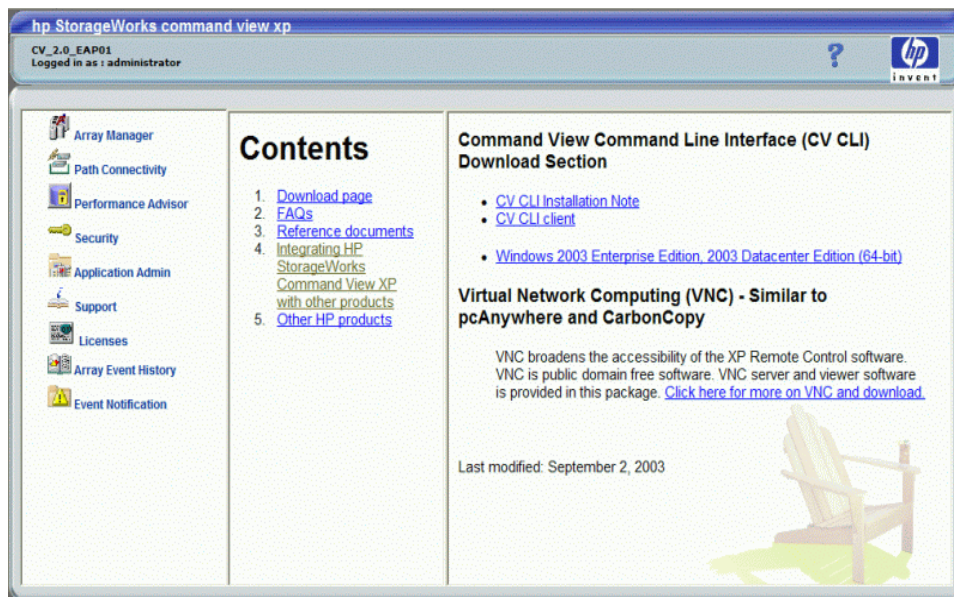 hp StorageWorks command view xp
CV_2.0_EAP01
Logged in as : administrator
?
hp
invent
Array Manager
Path Connectivity
Performance Advisor
Security
Application Admin
Support
Licenses
Array Event History
Event Notification
Contents
1. Download page
2. FAQs
3. Reference documents
4. Integrating HP
StorageWorks
Command View XP
with other products
5. Other HP products
Command View Command Line Interface (CV CLI)
Download Section
• CV CLI Installation Note
• CV CLI client
• Windows 2003 Enterprise Edition, 2003 Datacenter Edition (64-bit)
Virtual Network Computing (VNC) - Similar to
pcAnywhere and CarbonCopy
VNC broadens the accessibility of the XP Remote Control software.
VNC is public domain free software. VNC server and viewer software
is provided in this package. Click here for more on VNC and download.
Last modified: September 2, 2003